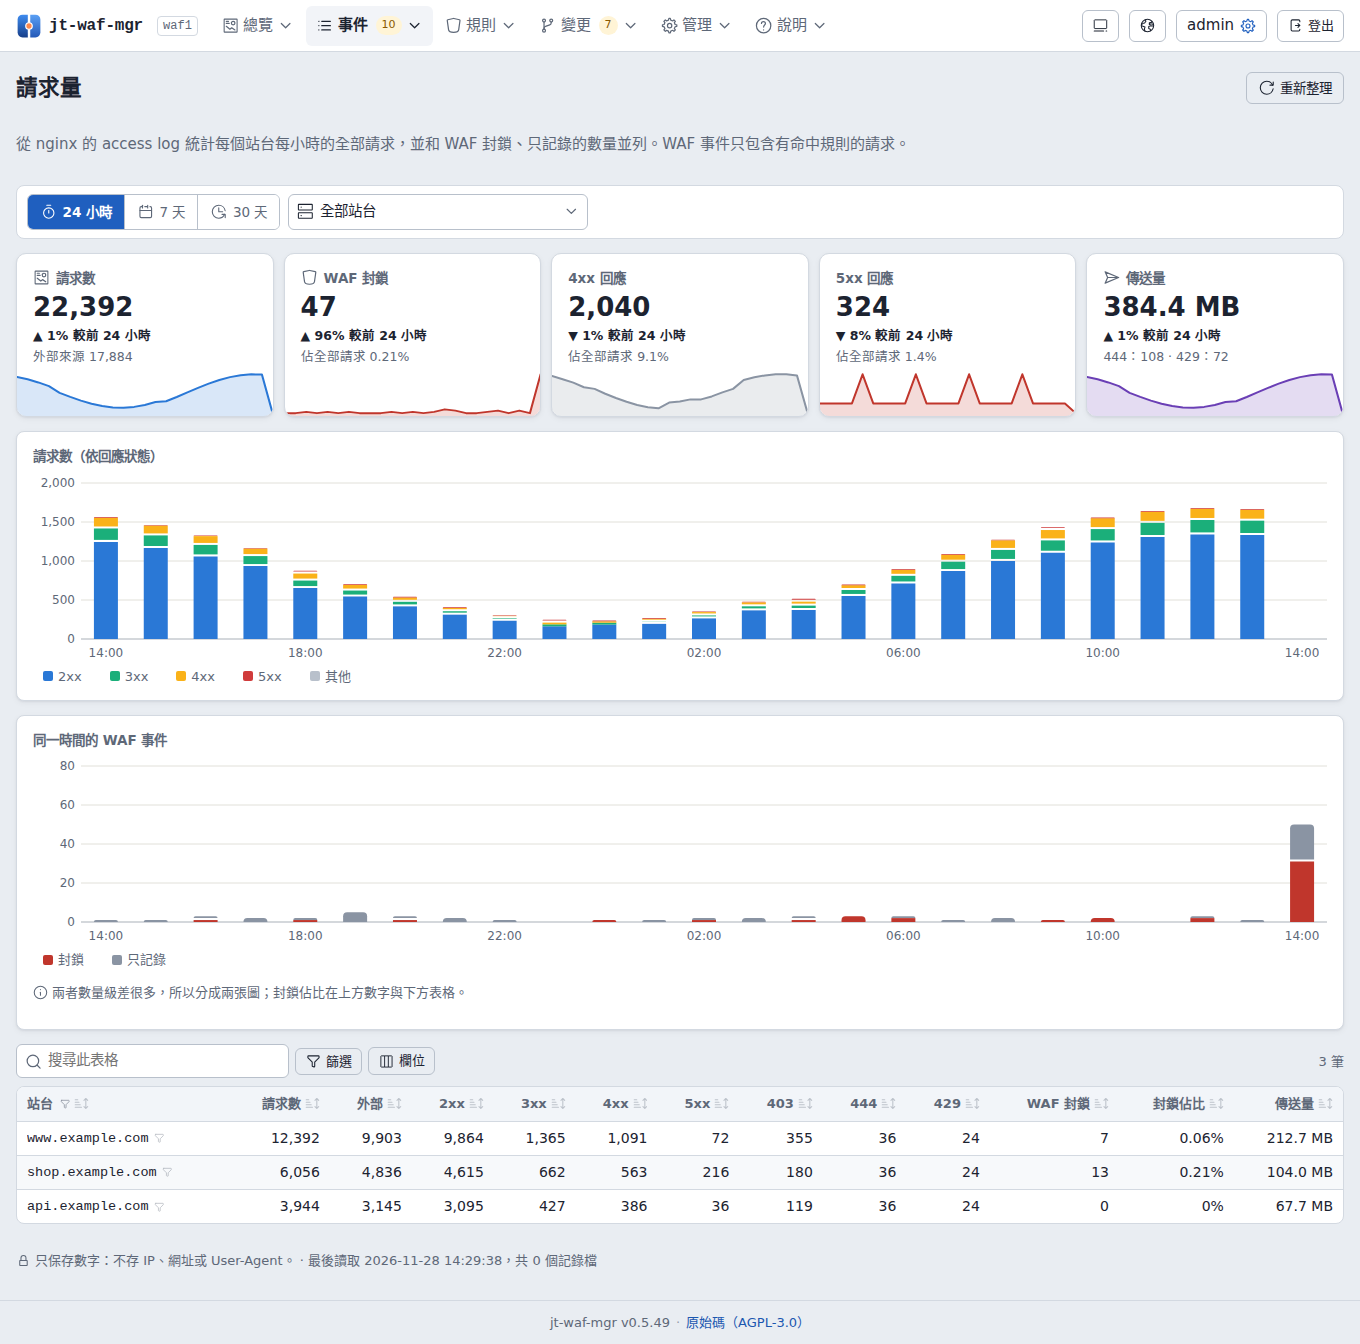 jt-waf-mgr waf1 總覽 事件 10 規則 變更 7 管理 說明 admin 登出
請求量 重新整理
從 nginx 的 access log 統計每個站台每小時的全部請求，並和 WAF 封鎖、只記錄的數量並列。WAF 事件只包含有命中規則的請求。
24 小時 7 天 30 天 全部站台
請求數 WAF 封鎖 4xx 回應 5xx 回應 傳送量
22,392 47 2,040 324 384.4 MB
▲ 1% 較前 24 小時 ▲ 96% 較前 24 小時 ▼ 1% 較前 24 小時 ▼ 8% 較前 24 小時 ▲ 1% 較前 24 小時
外部來源 17,884 佔全部請求 0.21% 佔全部請求 9.1% 佔全部請求 1.4% 444：108 · 429：72
請求數（依回應狀態）
2,000
1,500
1,000
500
0
14:00 18:00 22:00 02:00 06:00 10:00 14:00
2xx 3xx 4xx 5xx 其他
同一時間的 WAF 事件
80
60
40
20
0
14:00 18:00 22:00 02:00 06:00 10:00 14:00
封鎖 只記錄
兩者數量級差很多，所以分成兩張圖；封鎖佔比在上方數字與下方表格。
搜尋此表格 篩選 欄位 3 筆
站台 請求數 外部 2xx 3xx 4xx 5xx 403 444 429 WAF 封鎖 封鎖佔比 傳送量
www.example.com 12,392 9,903 9,864 1,365 1,091 72 355 36 24 7 0.06% 212.7 MB
shop.example.com 6,056 4,836 4,615 662 563 216 180 36 24 13 0.21% 104.0 MB
api.example.com 3,944 3,145 3,095 427 386 36 119 36 24 0 0% 67.7 MB
只保存數字：不存 IP、網址或 User-Agent。 · 最後讀取 2026-11-28 14:29:38，共 0 個記錄檔
jt-waf-mgr v0.5.49 · 原始碼（AGPL-3.0）